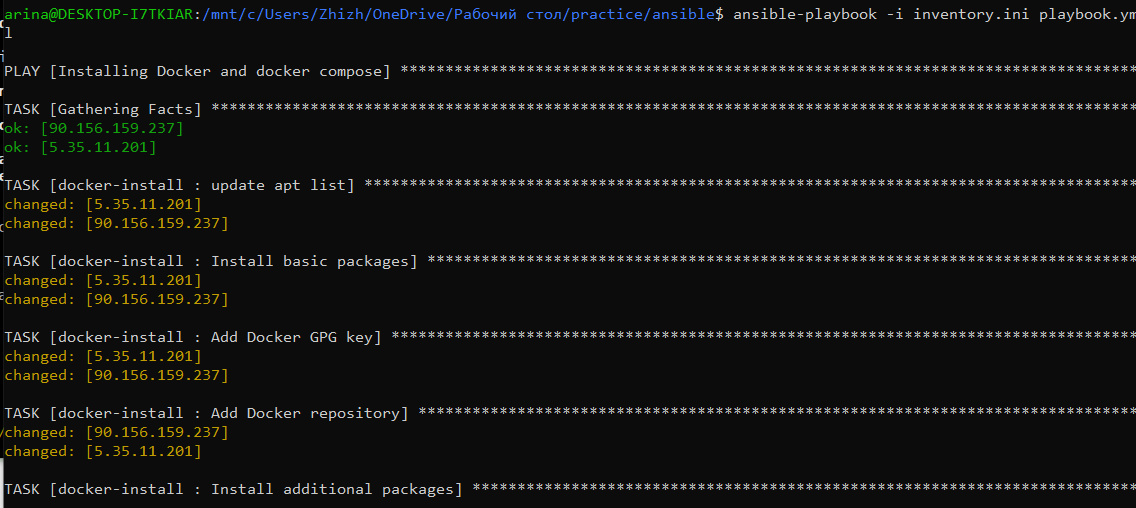 arina@DESKTOP-I7TKIAR:/mnt/c/Users/Zhizh/OneDrive/Рабочий стол/practice/ansible$ ansible-playbook -i inventory.ini playbook.ym
l
PLAY [Installing Docker and docker compose] **********************************************************************************
TASK [Gathering Facts] *******************************************************************************************************
ok: [90.156.159.237]
ok: [5.35.11.201]
TASK [docker-install : update apt list] **************************************************************************************
changed: [5.35.11.201]
changed: [90.156.159.237]
TASK [docker-install : Install basic packages] *******************************************************************************
changed: [5.35.11.201]
changed: [90.156.159.237]
TASK [docker-install : Add Docker GPG key] ***********************************************************************************
changed: [5.35.11.201]
changed: [90.156.159.237]
TASK [docker-install : Add Docker repository] ********************************************************************************
changed: [90.156.159.237]
changed: [5.35.11.201]
TASK [docker-install : Install additional packages] **************************************************************************